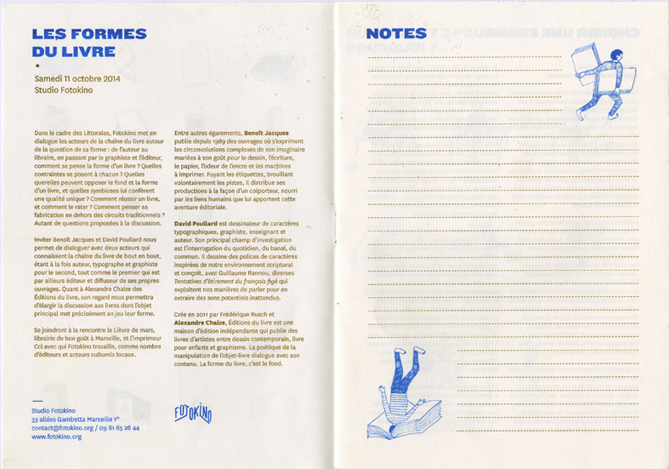 LES FORMES
DU LIVRE
Samedi 11 octobre 2014
Studio Fotokino
Dans le cadre des Littorales, Fotokino met en
dialogue les acteurs de la chaîne du livre autour
de la question de sa forme : de l'auteur au
libraire, en passant par le graphiste et l'éditeur,
comment se pense la forme d'un livre ? Quelles
contraintes se posent à chacun ? Quelles
querelles peuvent opposer le fond et la forme
d'un livre, et quelles symbioses lui confèrent
une qualité unique ? Comment réussir un livre,
et comment le rater ? Comment penser sa
fabrication en dehors des circuits traditionnels ?
Autant de questions proposées à la discussion.
Inviter Benoît Jacques et David Poullard nous
permet de dialoguer avec deux acteurs qui
connaissent la chaîne du livre de bout en bout,
étant à la fois auteur, typographe et graphiste
pour le second, tout comme le premier qui est
par ailleurs éditeur et diffuseur de ses propres
ouvrages. Quant à Alexandre Chaize des
Éditions du livre, son regard nous permettra
d'élargir la discussion aux livres dont l'objet
principal met précisément en jeu leur forme.
Se joindront à la rencontre le Lièvre de mars,
librairie de bon goût à Marseille, et l'imprimeur
CCI avec qui Fotokino travaille, comme nombre
d'éditeurs et acteurs culturels locaux.
Studio Fotokino
33 allées Gambetta Marseille 1er
contact@fotokino.org / 09 81 65 26 44
www.fotokino.org
Entre autres égarements, Benoît Jacques
publie depuis 1989 des ouvrages où s'expriment
les circonvolutions complexes de son imaginaire
mariées à son goût pour le dessin, l'écriture,
le papier, l'odeur de l'encre et les machines
à imprimer. Fuyant les étiquettes, brouillant
volontairement les pistes, il distribue ses
productions à la façon d'un colporteur, nourri
par les liens humains que lui apportent cette
aventure éditoriale.
David Poullard est dessinateur de caractères
typographiques, graphiste, enseignant et
auteur. Son principal champ d'investigation
est l'interrogation du quotidien, du banal, du
commun. Il dessine des polices de caractères
inspirées de notre environnement scriptural
et conçoit, avec Guillaume Rannou, diverses
Tentatives d'étirement du français figé qui
exploitent nos manières de parler pour en
extraire des sens potentiels inattendus.
Crée en 2011 par Frédérique Rusch et
Alexandre Chaize, Éditions du livre est une
maison d'édition indépendante qui publie des
livres d'artistes entre dessin contemporain, livre
pour enfants et graphisme. La poétique de la
manipulation de l'objet-livre dialogue avec son
contenu. La forme du livre, c'est le fond.
FOTOKINO
NOTES